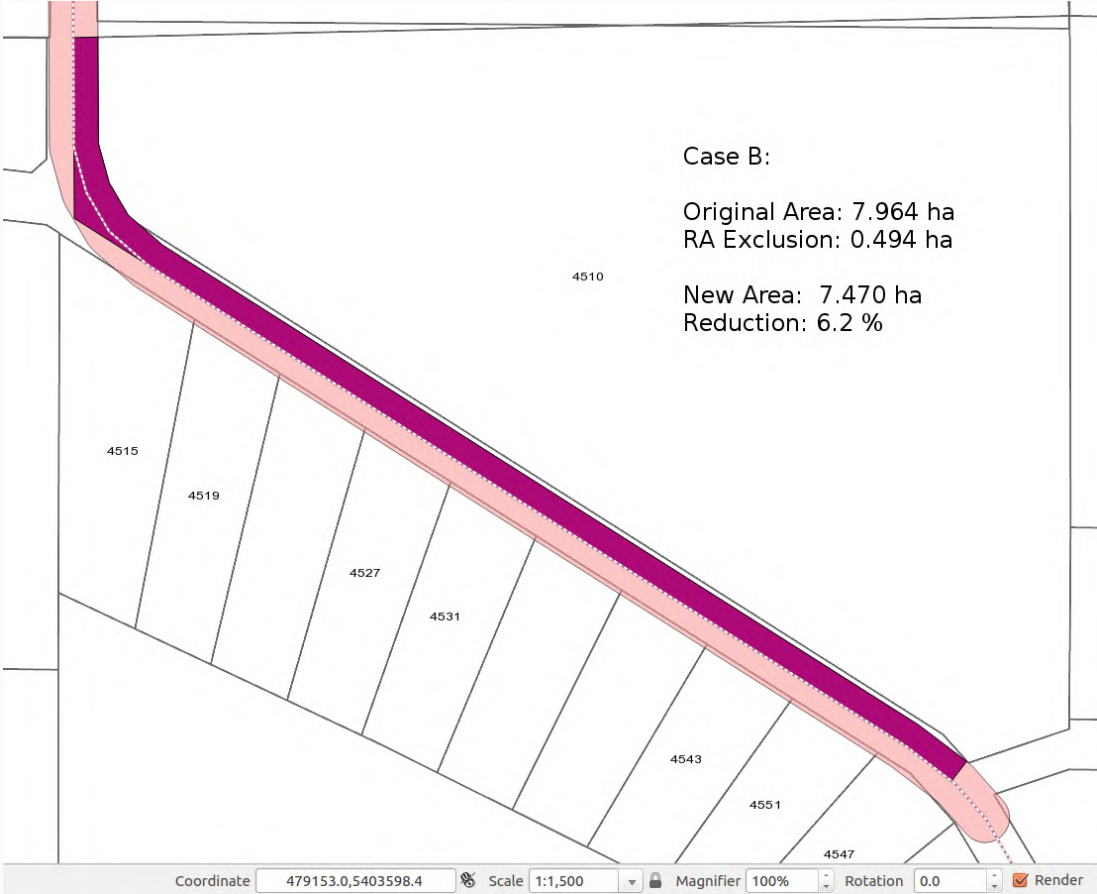 Case B:
Original Area: 7.964 ha
RA Exclusion: 0.494 ha
4510
New Area:  7.470 ha
Reduction: 6.2 %
4515
4519
4527
4531
4543
4551
4547
Coordinate 479153.0,5403598.4 Scale 1:1,500 Magnifier 100% Rotation 0.0 Render